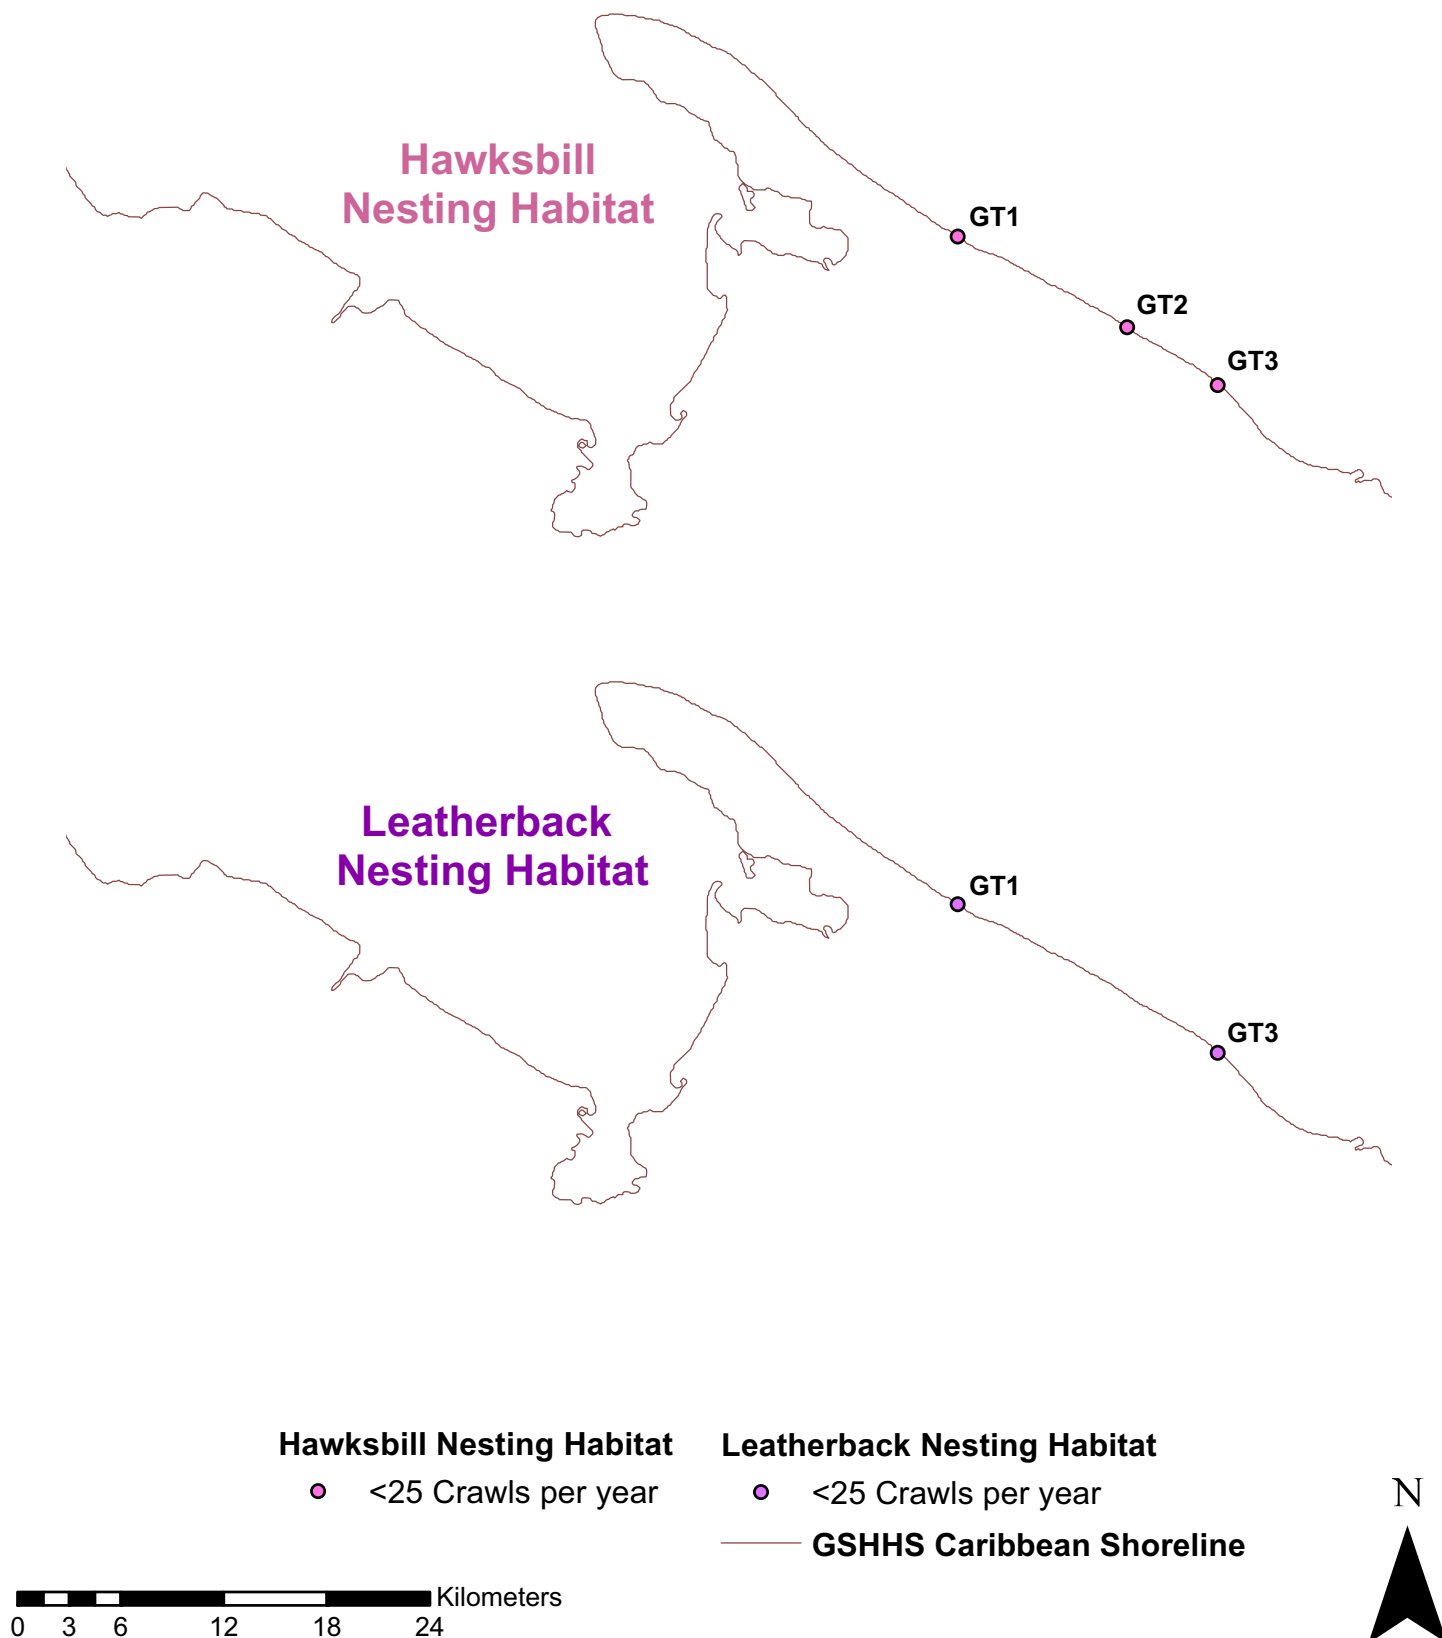 Hawksbill
Nesting Habitat
GT1
GT2
GT3
Leatherback
Nesting Habitat
GT1
GT3
Hawksbill Nesting Habitat
<25 Crawls per year
Leatherback Nesting Habitat
<25 Crawls per year
GSHHS Caribbean Shoreline
N
Kilometers
0 3 6 12 18 24